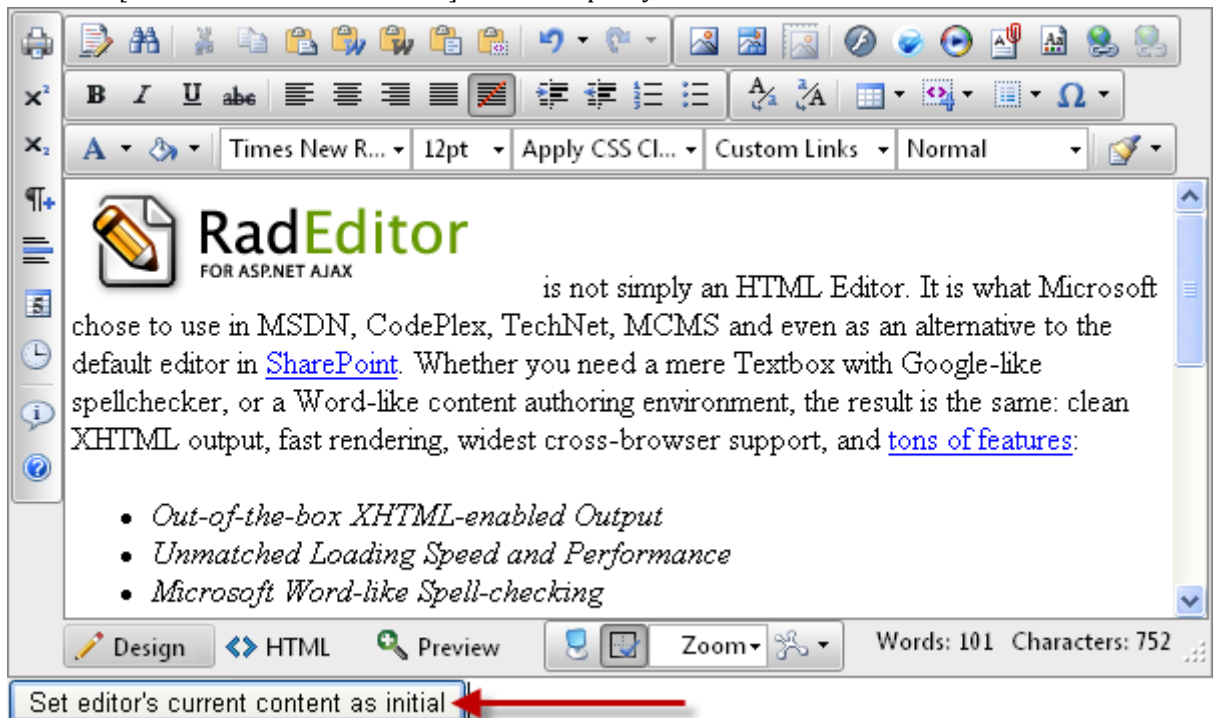 B I U abc
A Times New R... 12pt Apply CSS Cl... Custom Links Normal
RadEditor
FOR ASP.NET AJAX
is not simply an HTML Editor. It is what Microsoft
chose to use in MSDN, CodePlex, TechNet, MCMS and even as an alternative to the
default editor in SharePoint. Whether you need a mere Textbox with Google-like
spellchecker, or a Word-like content authoring environment, the result is the same: clean
XHTML output, fast rendering, widest cross-browser support, and tons of features:
• Out-of-the-box XHTML-enabled Output
• Unmatched Loading Speed and Performance
• Microsoft Word-like Spell-checking
Design HTML Preview Zoom Words: 101 Characters: 752
Set editor's current content as initial